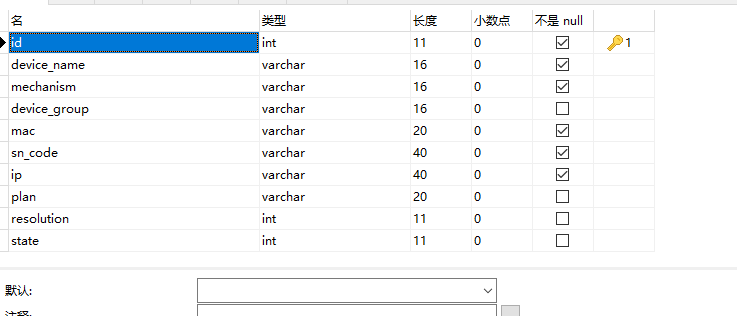 名 类型 长度 小数点 不是 null
id int 11 0 1
device_name varchar 16 0
mechanism varchar 16 0
device_group varchar 16 0
mac varchar 20 0
sn_code varchar 40 0
ip varchar 40 0
plan varchar 20 0
resolution int 11 0
state int 11 0
默认:
注释: